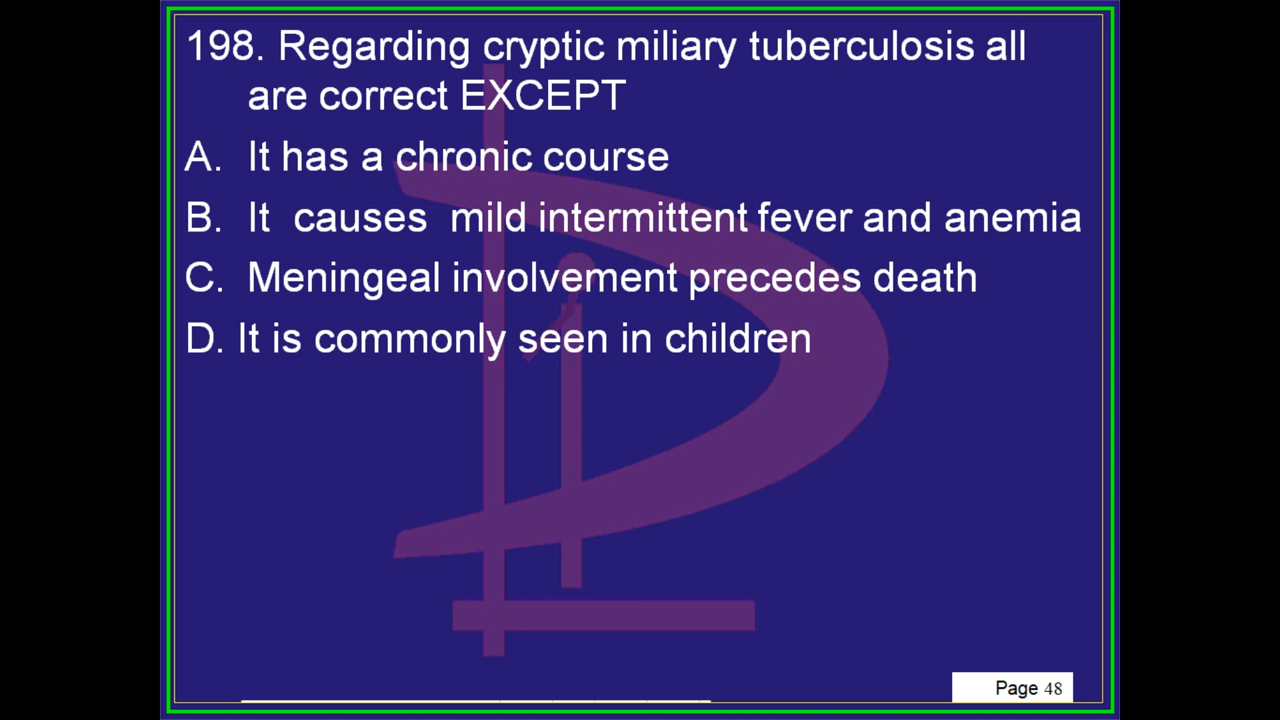 198. Regarding cryptic miliary tuberculosis all
are correct EXCEPT
A. It has a chronic course
B. It causes mild intermittent fever and anemia
C. Meningeal involvement precedes death
D. It is commonly seen in children
Page 48